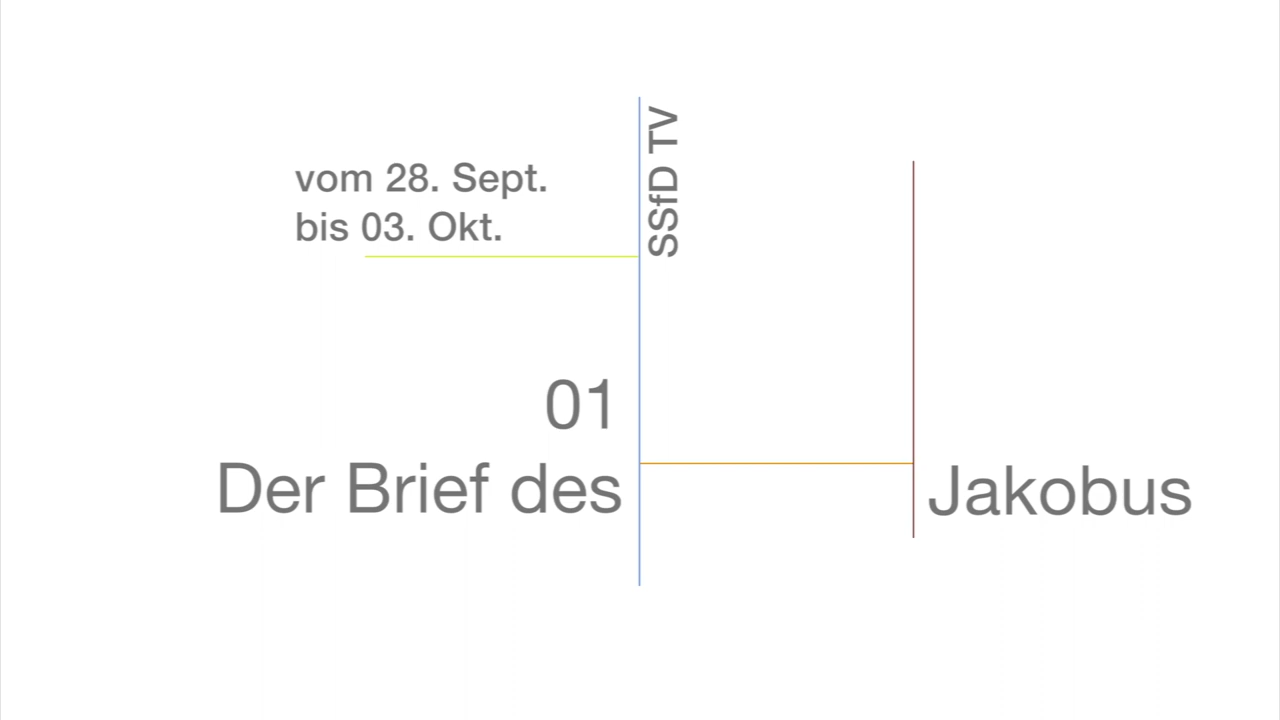 vom 28. Sept.
bis 03. Okt.
SSfD TV
01
Der Brief des
Jakobus